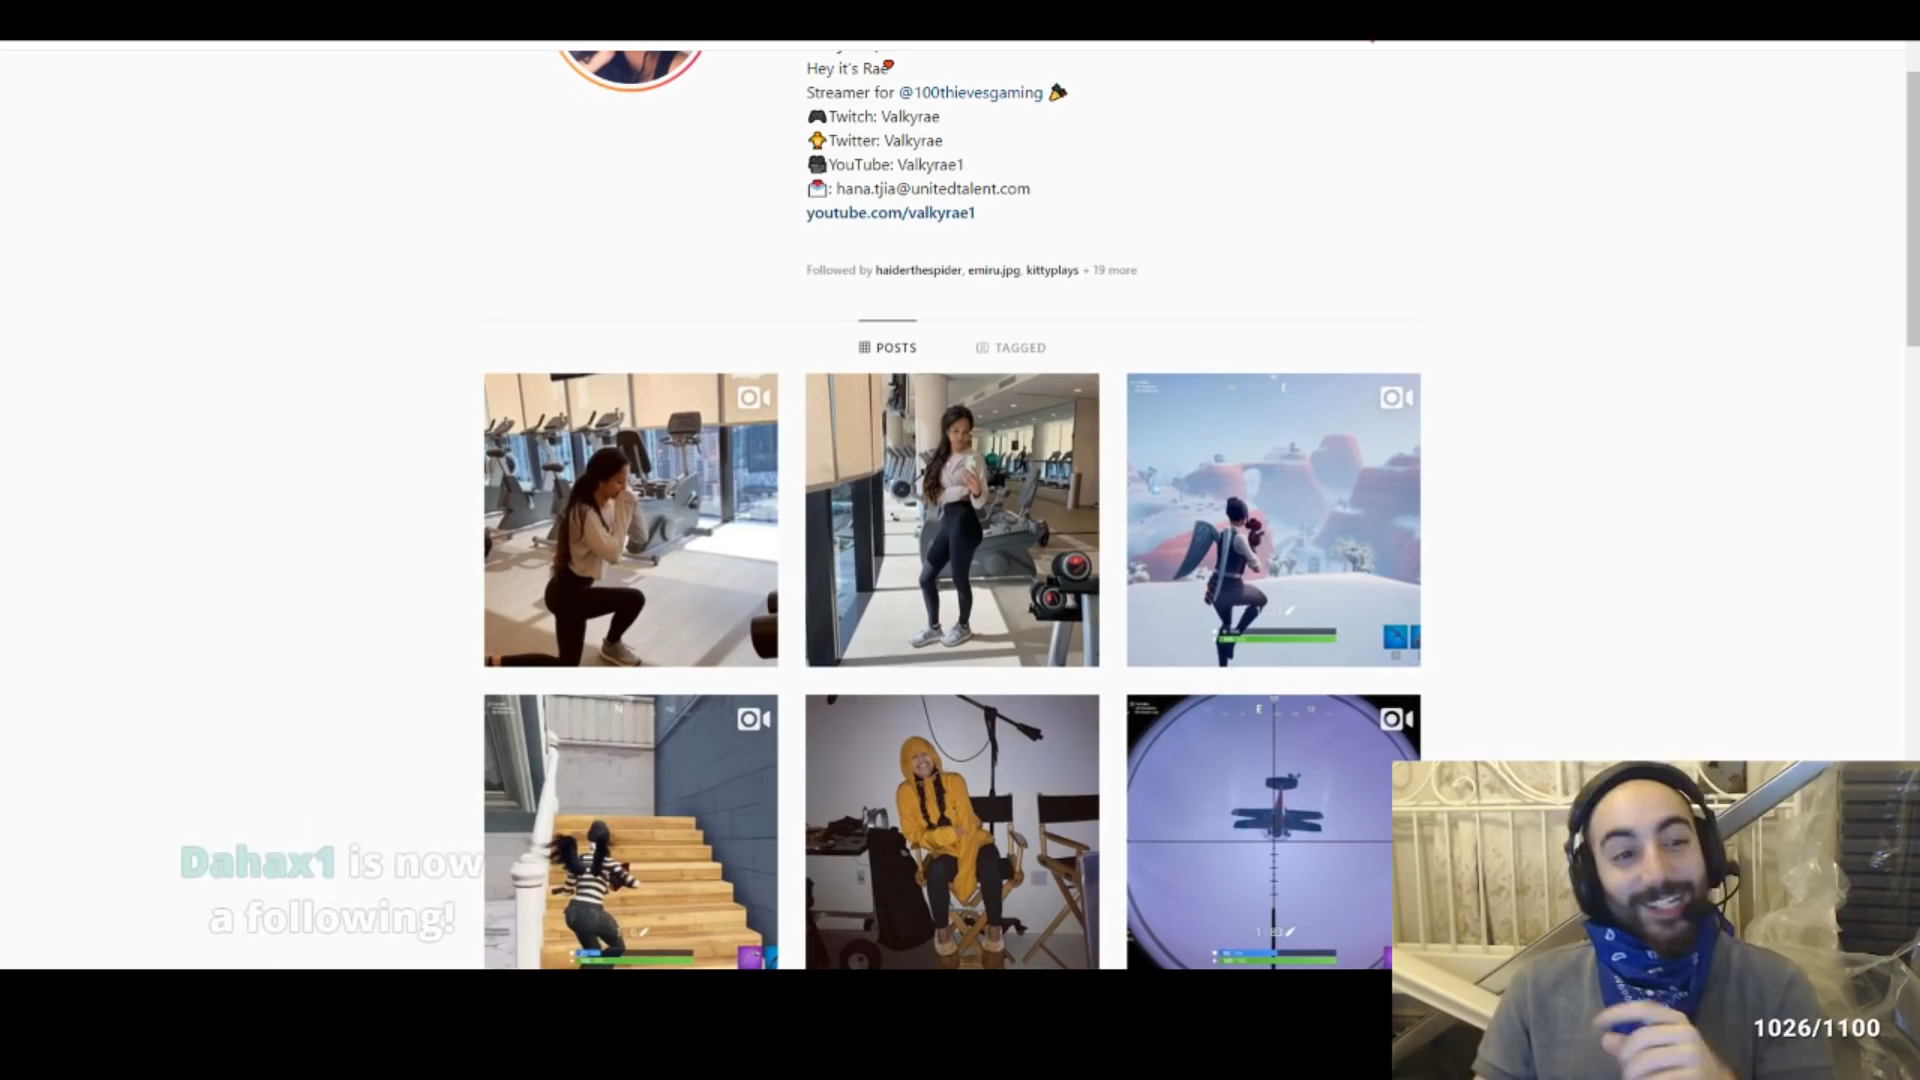 Hey it's Rae
Streamer for @100thievesgaming
Twitch: Valkyrae
Twitter: Valkyrae
YouTube: Valkyrae1
: hana.tjia@unitedtalent.com
youtube.com/valkyrae1
Followed by haiderthespider, emiru.jpg, kittyplays + 19 more
POSTS
TAGGED
E
N
E
Dahax1 is now
a following!
1026/1100